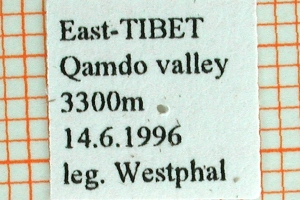 East-TIBET
Qamdo valley
3300m
14.6.1996
leg. Westphal